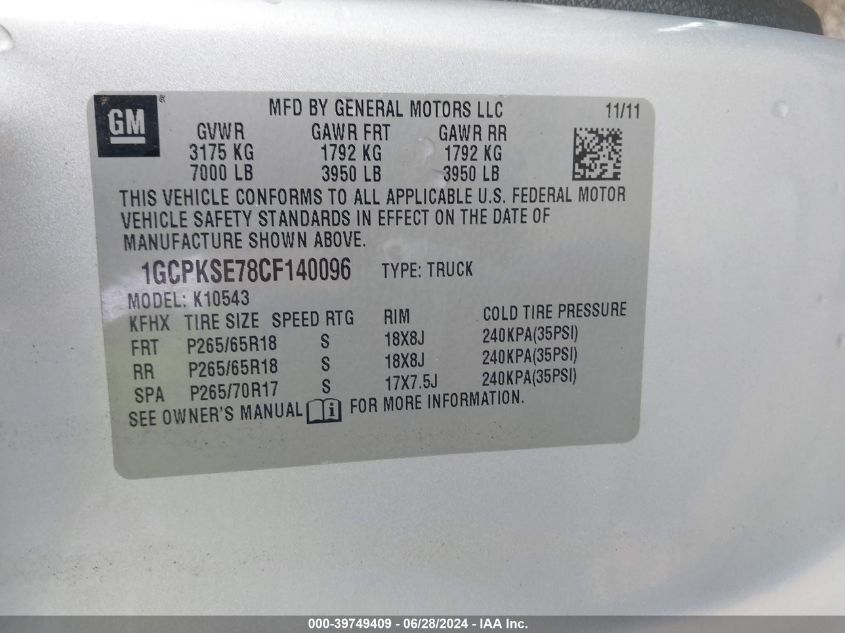 GM
MFD BY GENERAL MOTORS LLC 11/11
GVWR GAWR FRT GAWR RR
3175 KG 1792 KG 1792 KG
7000 LB 3950 LB 3950 LB
THIS VEHICLE CONFORMS TO ALL APPLICABLE U.S. FEDERAL MOTOR
VEHICLE SAFETY STANDARDS IN EFFECT ON THE DATE OF
MANUFACTURE SHOWN ABOVE.
1GCPKSE78CF140096 TYPE: TRUCK
MODEL: K10543
KFHX TIRE SIZE SPEED RTG RIM COLD TIRE PRESSURE
FRT P265/65R18 S 18X8J 240KPA(35PSI)
RR P265/65R18 S 18X8J 240KPA(35PSI)
SPA P265/70R17 S 17X7.5J 240KPA(35PSI)
SEE OWNER'S MANUAL i FOR MORE INFORMATION.
000-39749409 - 06/28/2024 - IAA Inc.